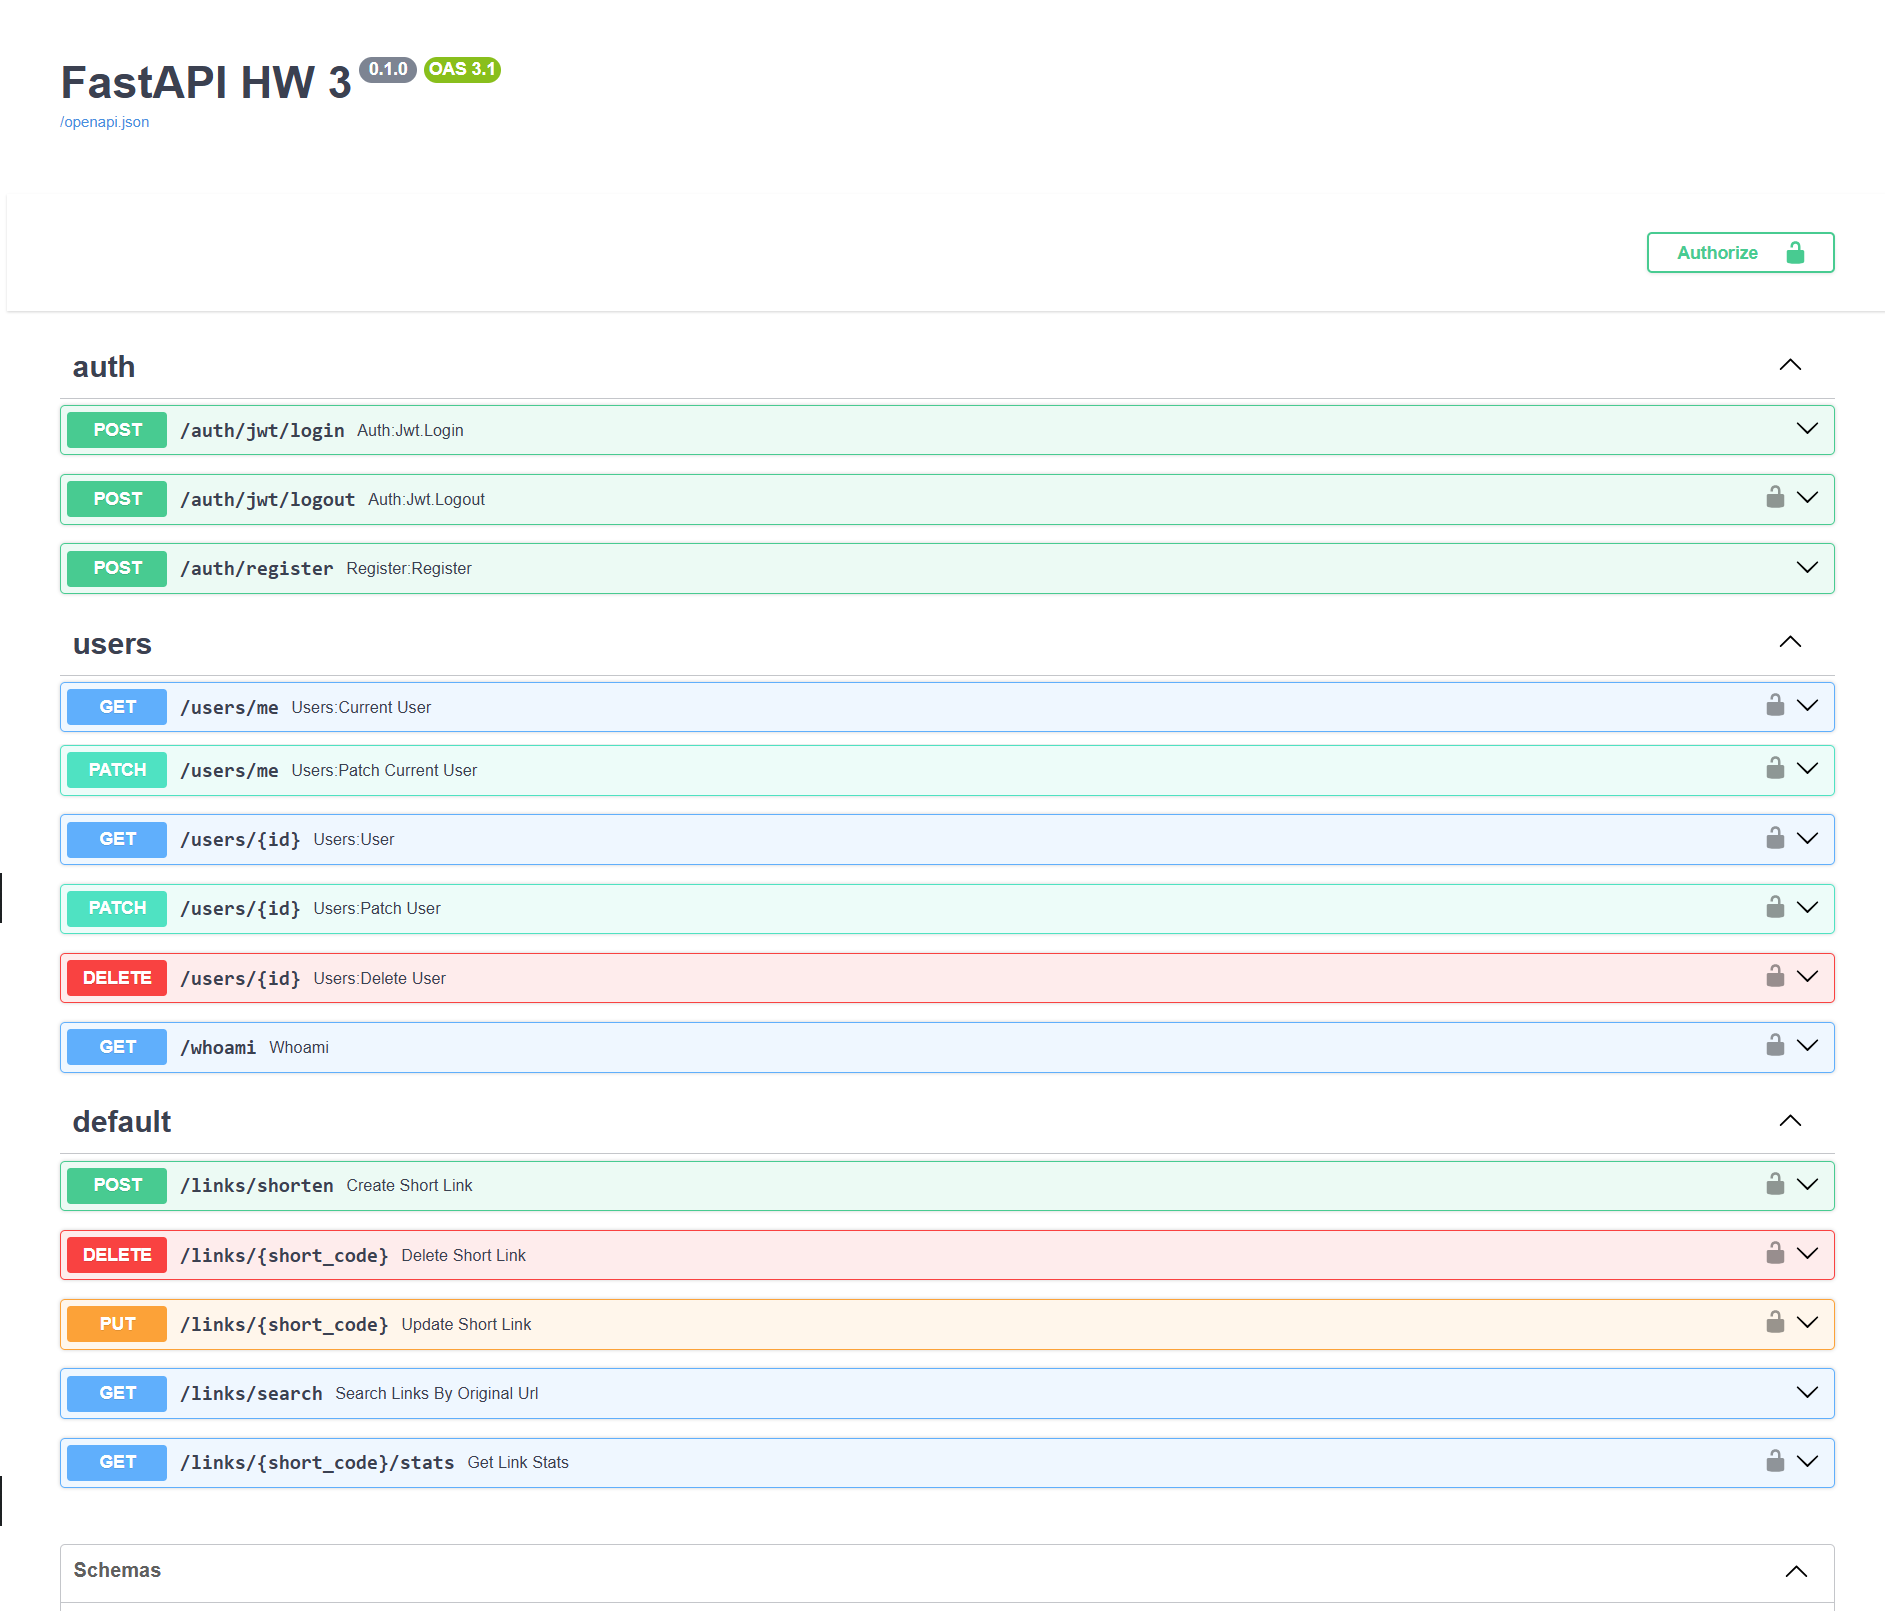 FastAPI HW 3 0.1.0 OAS 3.1
/openapi.json
Authorize
auth
POST /auth/jwt/login Auth:Jwt.Login
POST /auth/jwt/logout Auth:Jwt.Logout
POST /auth/register Register:Register
users
GET /users/me Users:Current User
PATCH /users/me Users:Patch Current User
GET /users/{id} Users:User
PATCH /users/{id} Users:Patch User
DELETE /users/{id} Users:Delete User
GET /whoami Whoami
default
POST /links/shorten Create Short Link
DELETE /links/{short_code} Delete Short Link
PUT /links/{short_code} Update Short Link
GET /links/search Search Links By Original Url
GET /links/{short_code}/stats Get Link Stats
Schemas